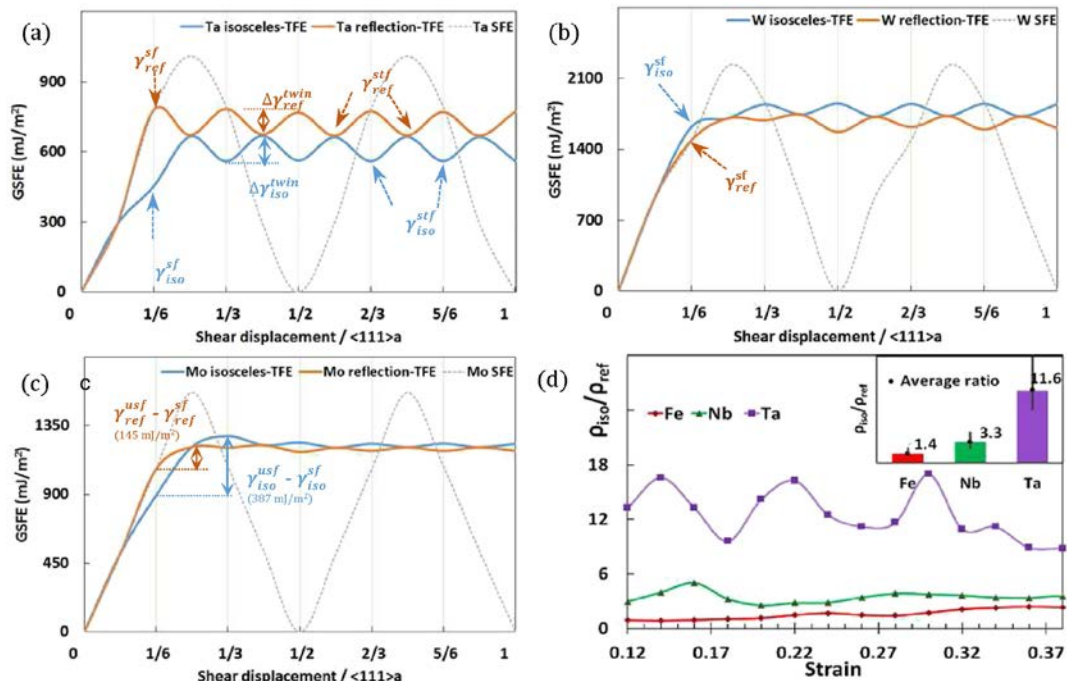 (a)
Ta isosceles-TFE Ta reflection-TFE Ta SFE
γ_ref^sf
Δγ_ref^twin
γ_ref^stf
Δγ_iso^twin
γ_iso^stf
γ_iso^sf
GSFE (mJ/m²)
900
600
300
0
0 1/6 1/3 1/2 2/3 5/6 1
Shear displacement / <111>a
(b)
W isosceles-TFE W reflection-TFE W SFE
γ_iso^sf
γ_ref^sf
GSFE (mJ/m²)
2100
1400
700
0
0 1/6 1/3 1/2 2/3 5/6 1
Shear displacement / <111>a
(c) c
Mo isosceles-TFE Mo reflection-TFE Mo SFE
γ_ref^usf - γ_ref^sf
(145 mJ/m²)
γ_iso^usf - γ_iso^sf
(387 mJ/m²)
GSFE (mJ/m²)
1350
900
450
0
0 1/6 1/3 1/2 2/3 5/6 1
Shear displacement / <111>a
(d)
ρiso/ρref
Fe Nb Ta
18
12
6
0
0.12 0.17 0.22 0.27 0.32 0.37
Strain
ρiso/ρref
Average ratio
1.4
3.3
11.6
Fe Nb Ta